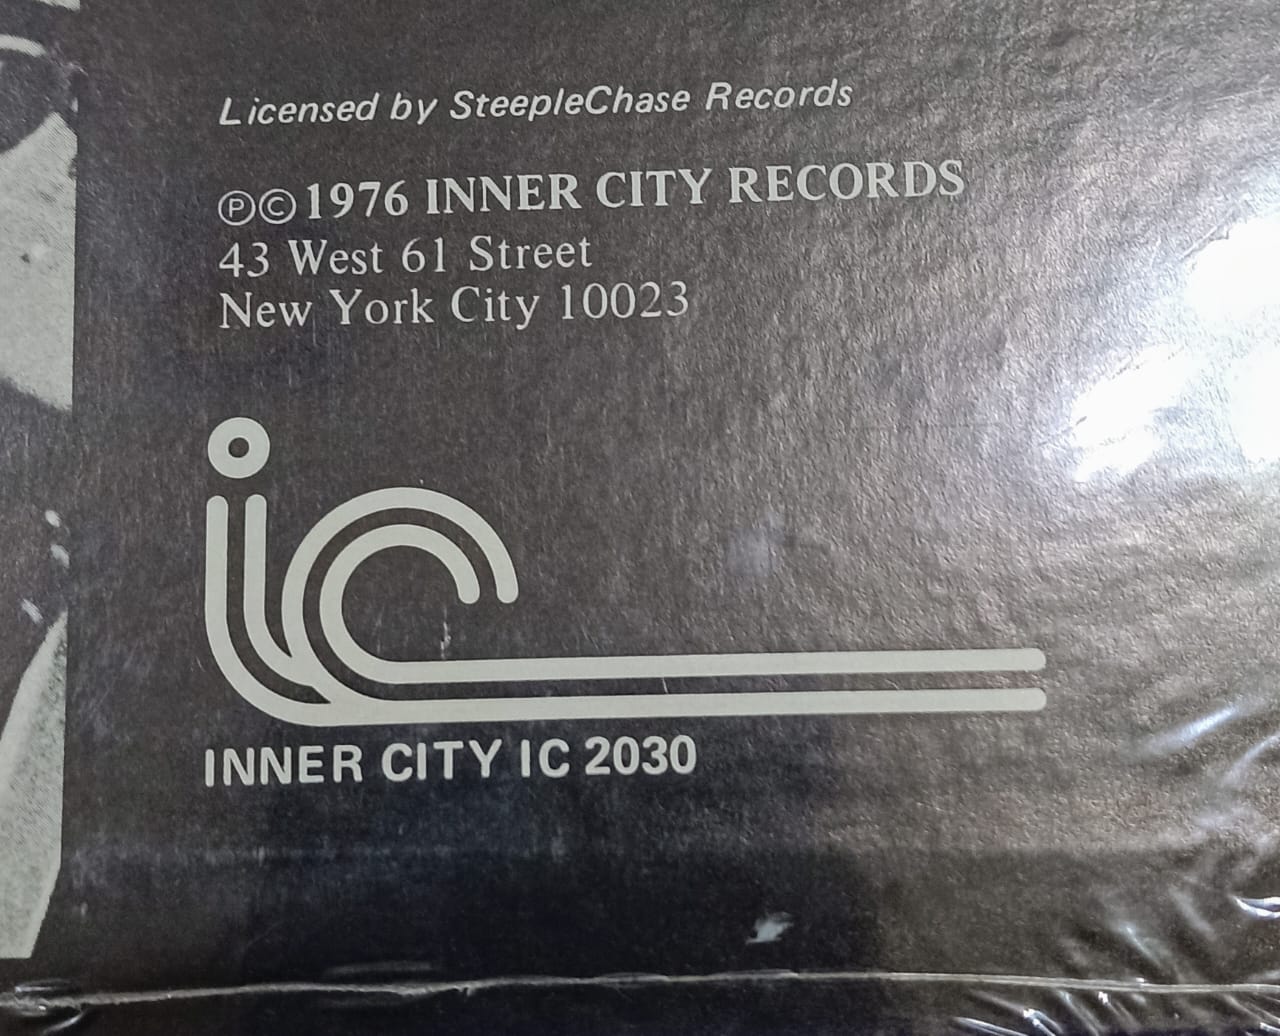 Licensed by SteepleChase Records
℗©1976 INNER CITY RECORDS
43 West 61 Street
New York City 10023
ic
INNER CITY IC 2030